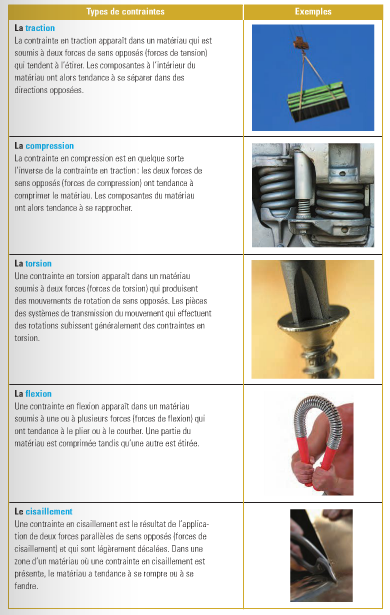 Types de contraintes
Exemples
La traction
La contrainte en traction apparaît dans un matériau qui est
soumis à deux forces de sens opposés (forces de tension)
qui tendent à l'étirer. Les composantes à l'intérieur du
matériau ont alors tendance à se séparer dans des
directions opposées.
La compression
La contrainte en compression est en quelque sorte
l'inverse de la contrainte en traction : les deux forces de
sens opposés (forces de compression) ont tendance à
comprimer le matériau. Les composantes du matériau
ont alors tendance à se rapprocher.
La torsion
Une contrainte en torsion apparaît dans un matériau
soumis à deux forces (forces de torsion) qui produisent
des mouvements de rotation de sens opposés. Les pièces
des systèmes de transmission du mouvement qui effectuent
des rotations subissent généralement des contraintes en
torsion.
La flexion
Une contrainte en flexion apparaît dans un matériau
soumis à une ou à plusieurs forces (forces de flexion) qui
ont tendance à le plier ou à le courber. Une partie du
matériau est comprimée tandis qu'une autre est étirée.
Le cisaillement
Une contrainte en cisaillement est le résultat de l'applica-
tion de deux forces parallèles de sens opposés (forces de
cisaillement) et qui sont légèrement décalées. Dans une
zone d'un matériau où une contrainte en cisaillement est
présente, le matériau a tendance à se rompre ou à se
fendre.